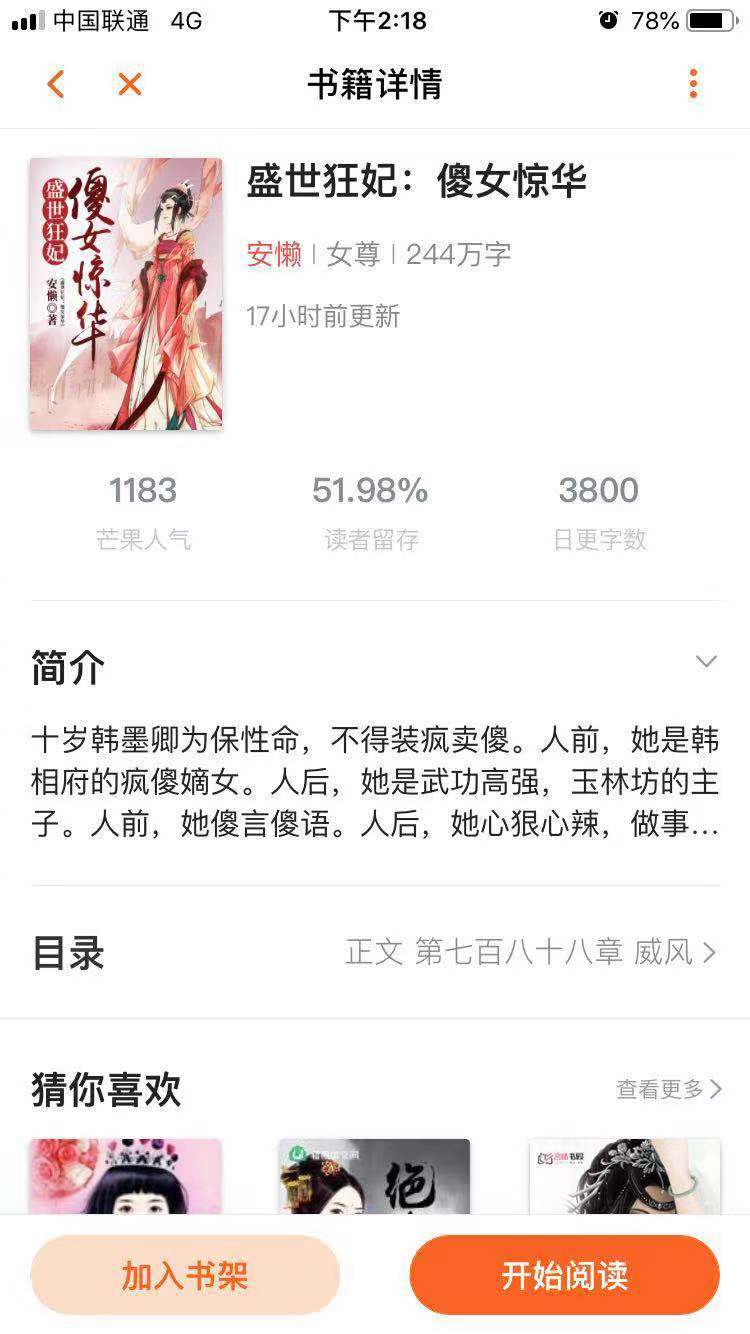 中国联通 4G 下午2:18 78%
书籍详情
盛世狂妃
傻女惊华
安懒◎著
盛世狂妃：傻女惊华
安懒 | 女尊 | 244万字
17小时前更新
1183 51.98% 3800
芒果人气 读者留存 日更字数
简介
十岁韩墨卿为保性命，不得装疯卖傻。人前，她是韩
相府的疯傻嫡女。人后，她是武功高强，玉林坊的主
子。人前，她傻言傻语。人后，她心狠心辣，做事...
目录 正文 第七百八十八章 威风
猜你喜欢 查看更多
绝
加入书架 开始阅读